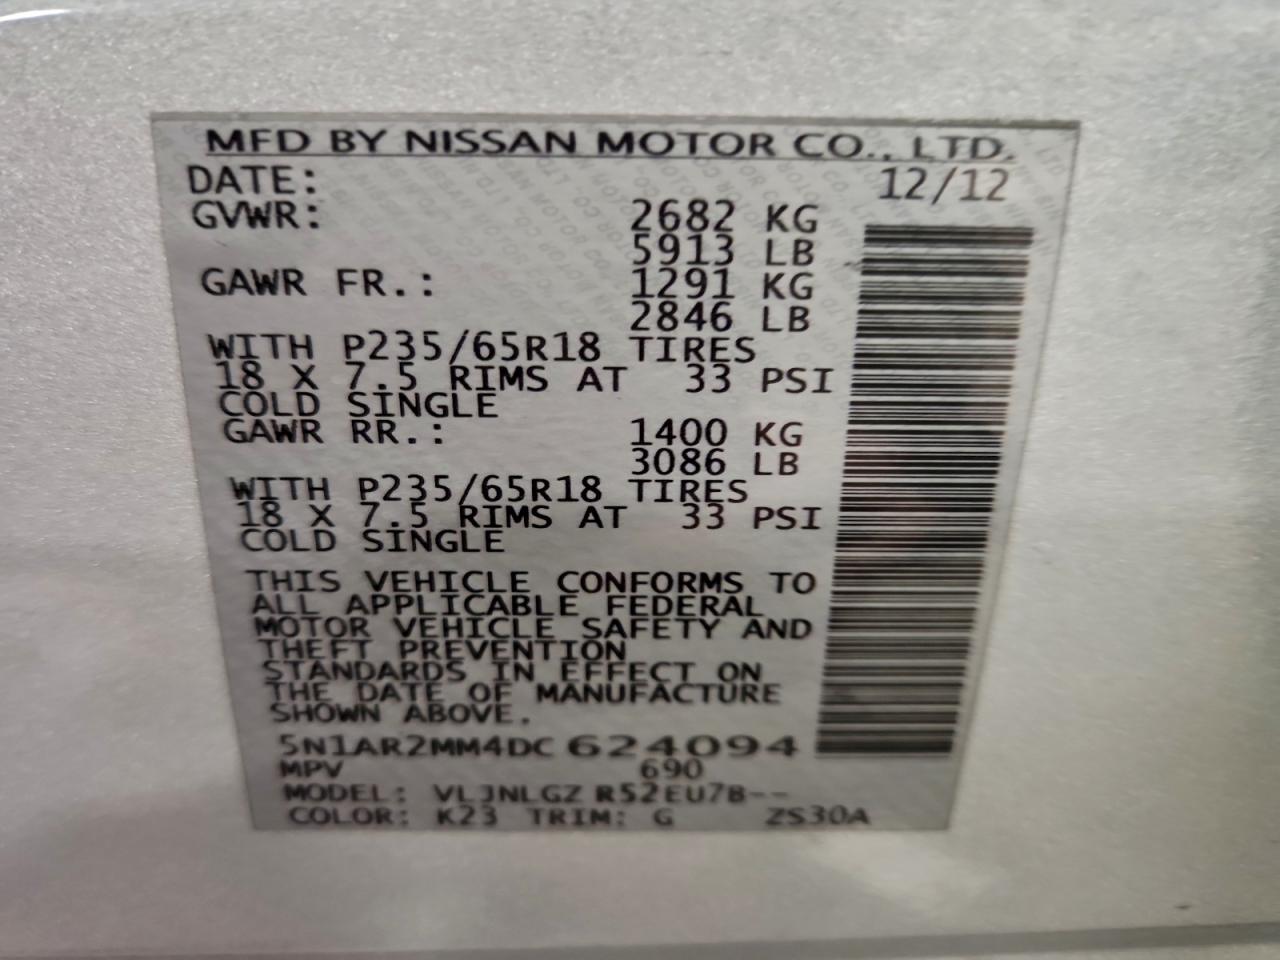 MFD BY NISSAN MOTOR CO., LTD.
DATE: 12/12
GVWR: 2682 KG
5913 LB
GAWR FR.: 1291 KG
2846 LB
WITH P235/65R18 TIRES
18 X 7.5 RIMS AT 33 PSI
COLD SINGLE
GAWR RR.: 1400 KG
3086 LB
WITH P235/65R18 TIRES
18 X 7.5 RIMS AT 33 PSI
COLD SINGLE
THIS VEHICLE CONFORMS TO
ALL APPLICABLE FEDERAL
MOTOR VEHICLE SAFETY AND
THEFT PREVENTION
STANDARDS IN EFFECT ON
THE DATE OF MANUFACTURE
SHOWN ABOVE.
5N1AR2MM4DC 624094
MPV 690
MODEL: VLJNLGZ R52EU7B--
COLOR: K23 TRIM: G ZS30A